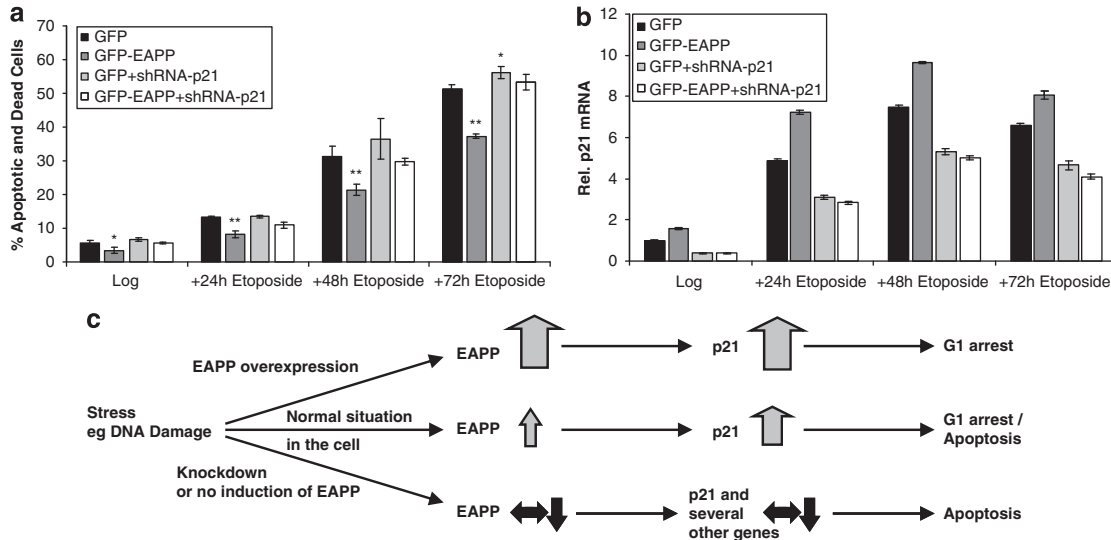 a
% Apoptotic and Dead Cells
70
60
50
40
30
20
10
0
GFP
GFP-EAPP
GFP+shRNA-p21
GFP-EAPP+shRNA-p21
*
**
**
**
*
**
Log
+24h Etoposide
+48h Etoposide
+72h Etoposide
b
Rel. p21 mRNA
12
10
8
6
4
2
0
GFP
GFP-EAPP
GFP+shRNA-p21
GFP-EAPP+shRNA-p21
Log
+24h Etoposide
+48h Etoposide
+72h Etoposide
c
Stress
eg DNA Damage
EAPP overexpression
EAPP
p21
G1 arrest
Normal situation
in the cell
EAPP
p21
G1 arrest /
Apoptosis
Knockdown
or no induction of EAPP
EAPP
p21 and
several
other genes
Apoptosis